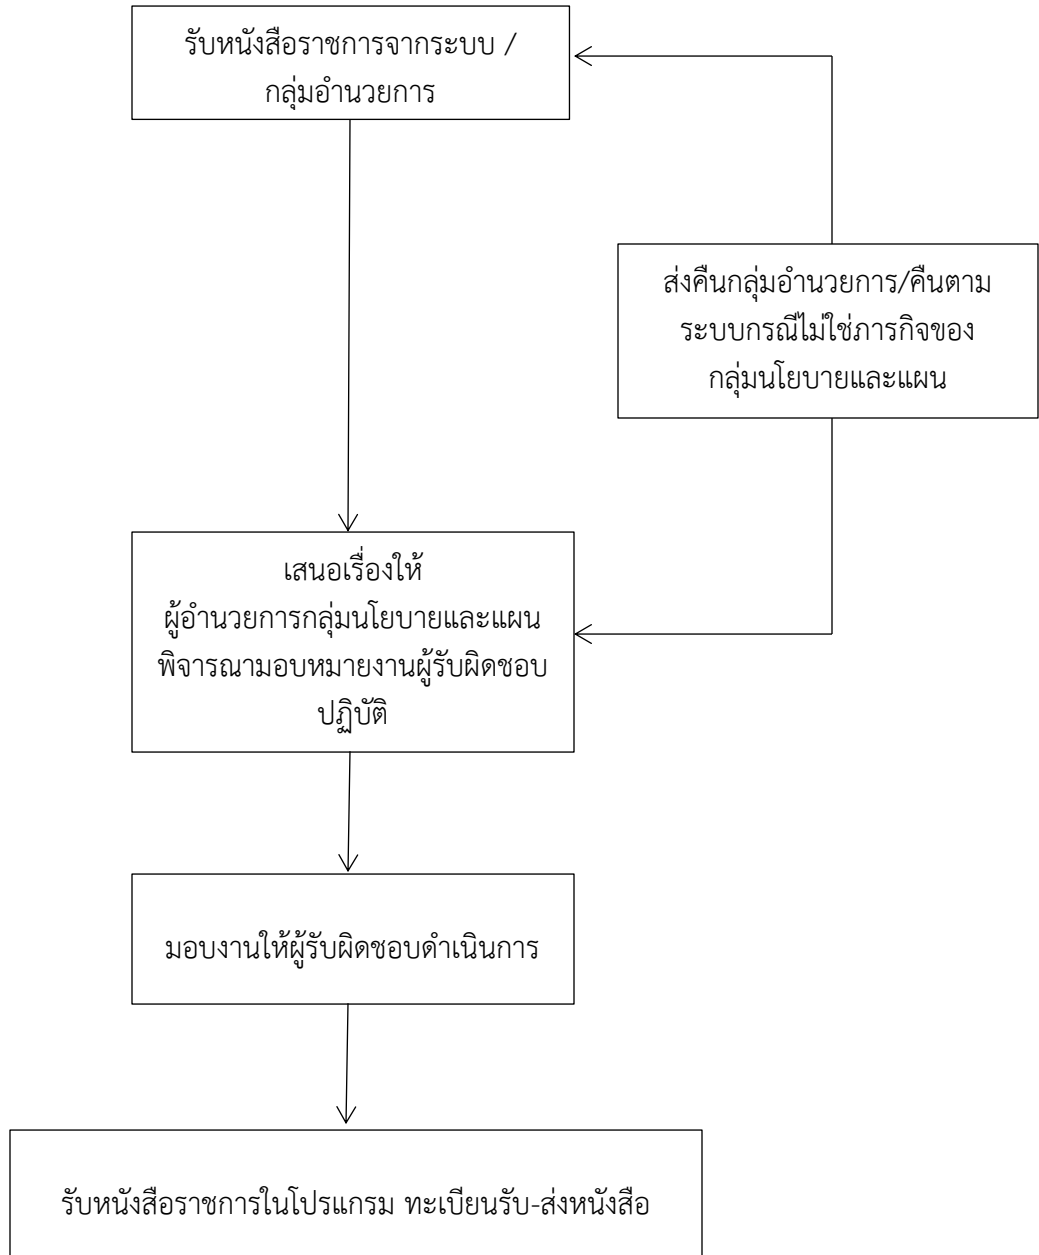 รับหนังสือราชการจากระบบ /
กลุ่มอำนวยการ
ส่งคืนกลุ่มอำนวยการ/คืนตาม
ระบบกรณีไม่ใช่ภารกิจของ
กลุ่มนโยบายและแผน
เสนอเรื่องให้
ผู้อำนวยการกลุ่มนโยบายและแผน
พิจารณามอบหมายงานผู้รับผิดชอบ
ปฏิบัติ
มอบงานให้ผู้รับผิดชอบดำเนินการ
รับหนังสือราชการในโปรแกรม ทะเบียนรับ-ส่งหนังสือ